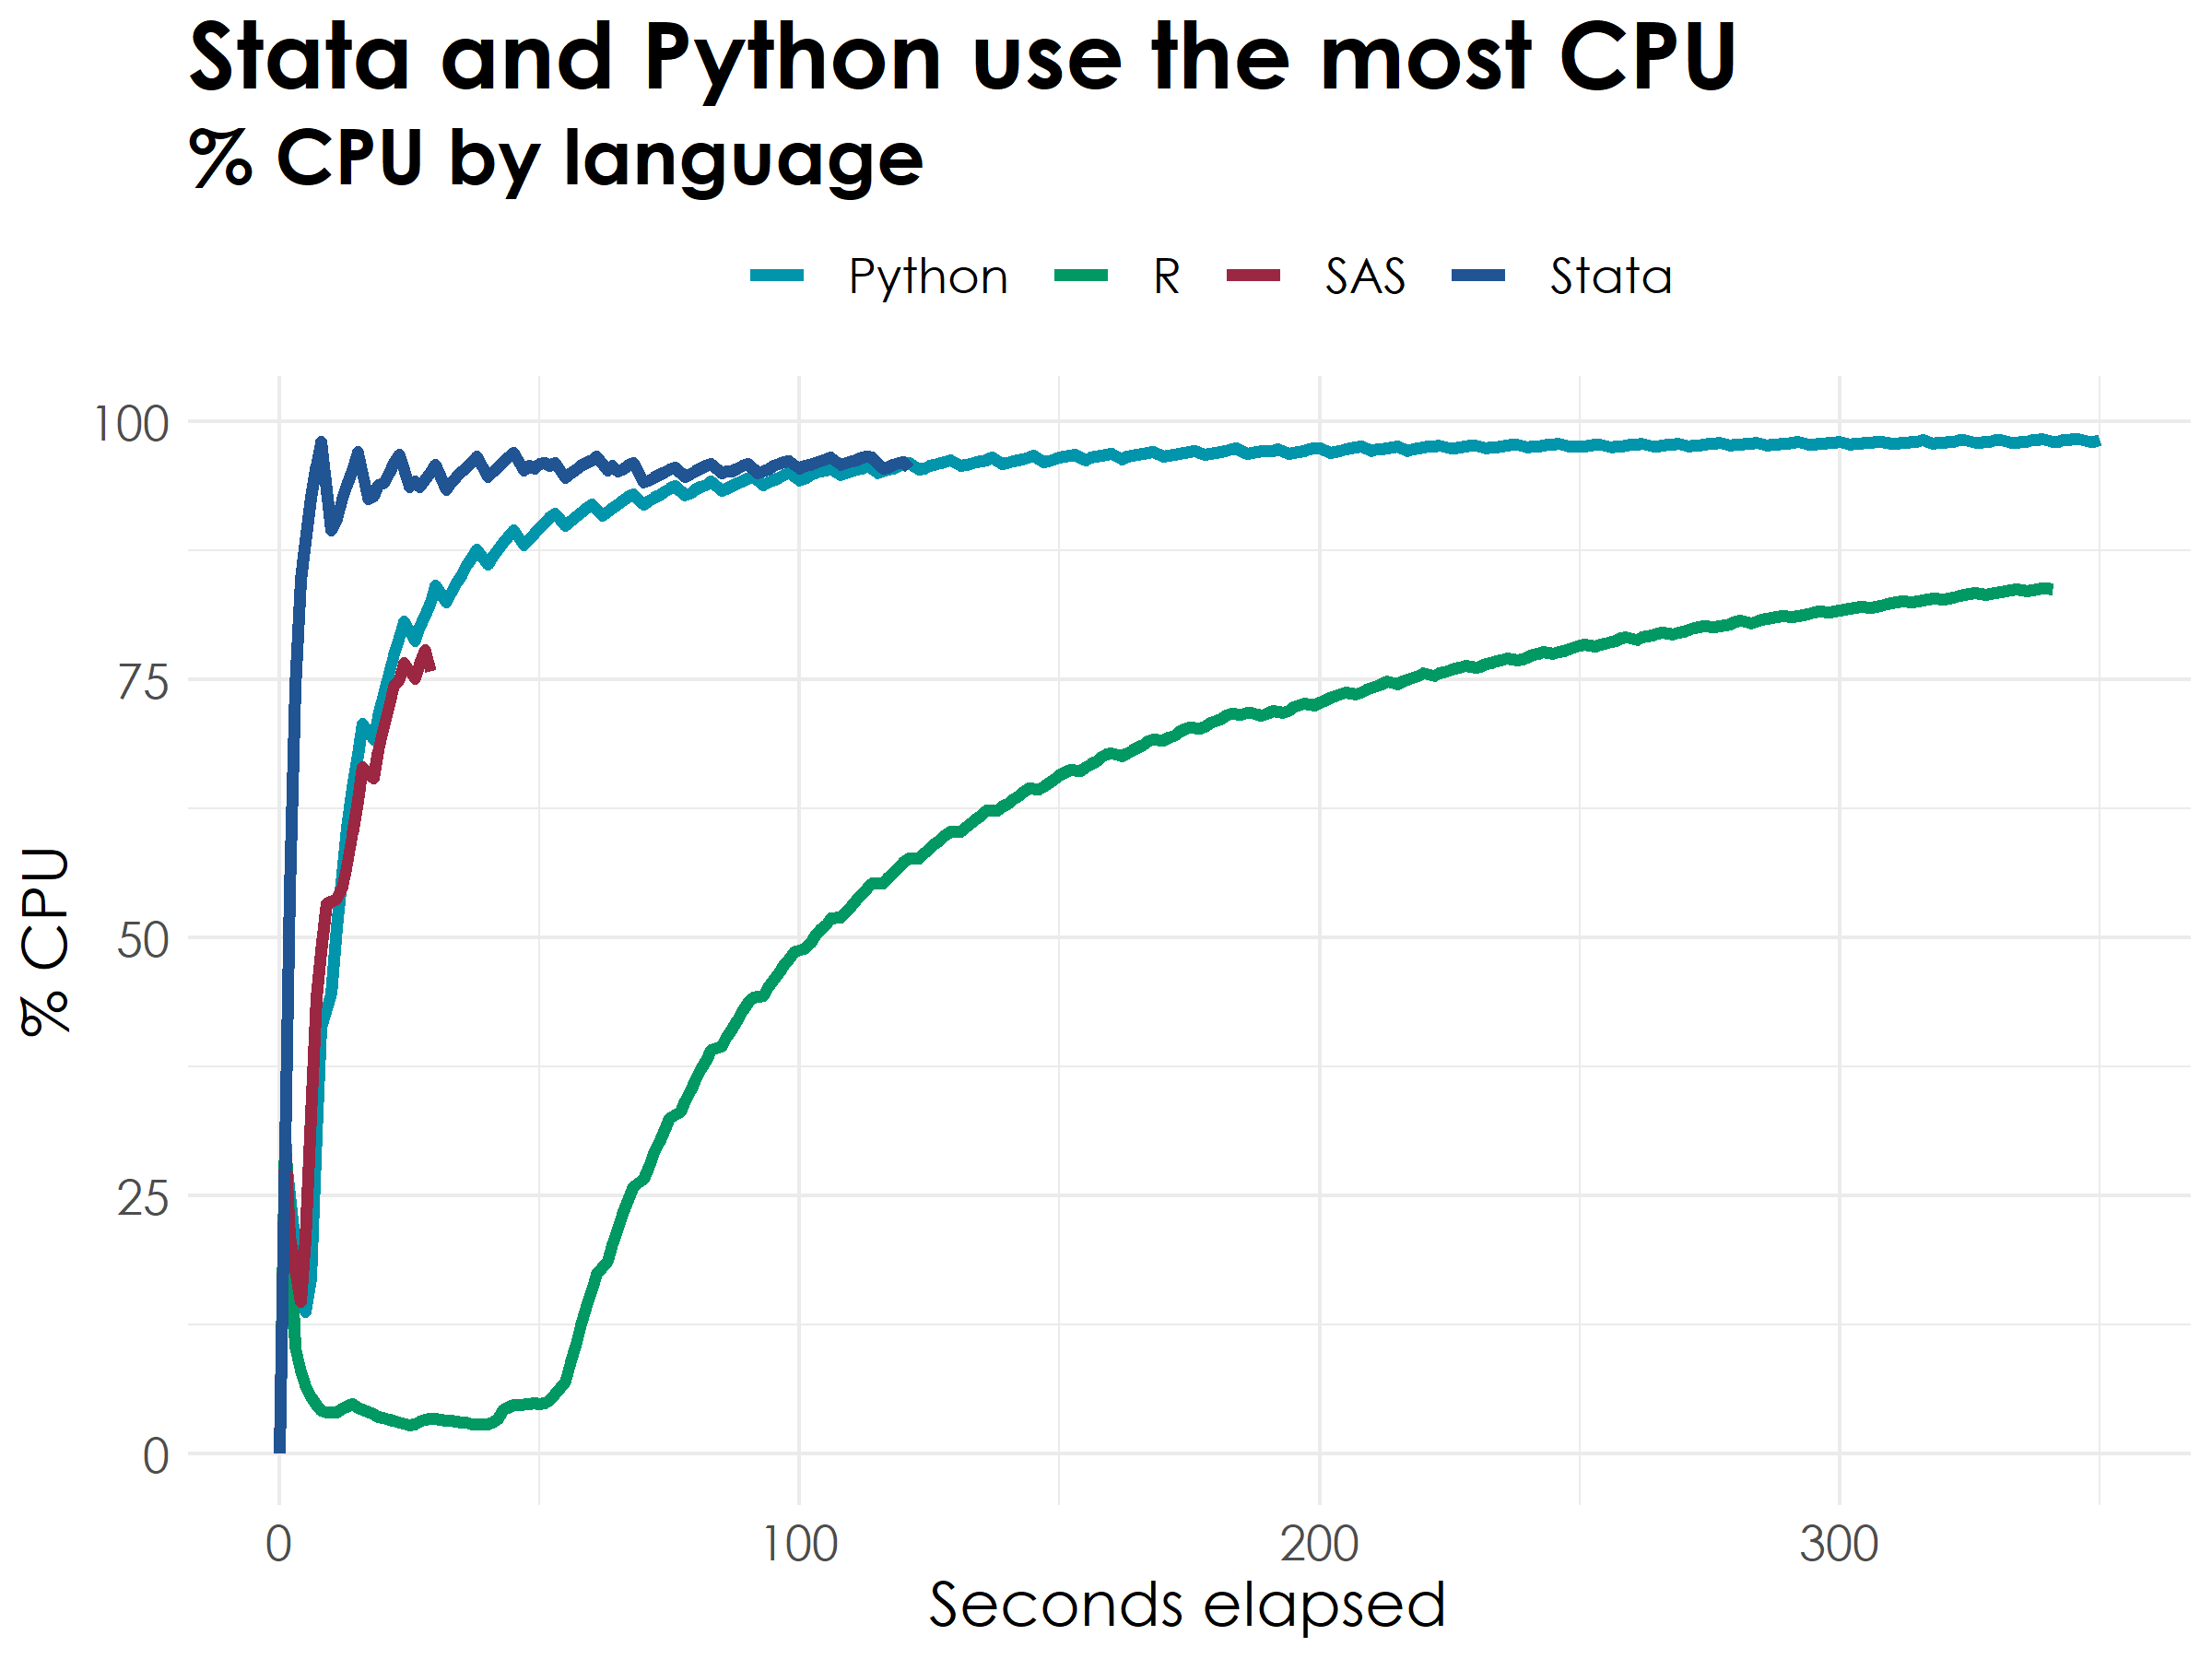 Stata and Python use the most CPU
% CPU by language
Python R SAS Stata
100
75
50
25
0
% CPU
0 100 200 300
Seconds elapsed